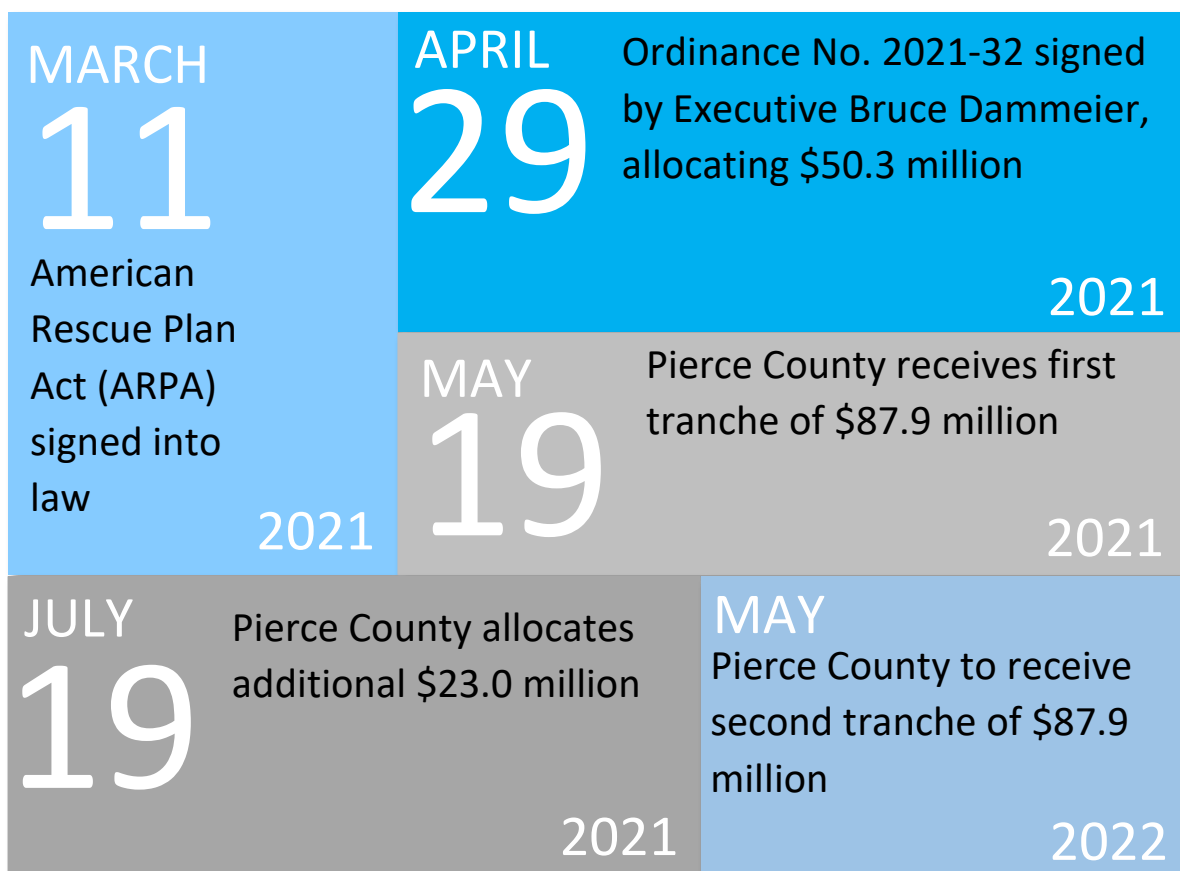 MARCH
11
American
Rescue Plan
Act (ARPA)
signed into
law
2021
APRIL
29
Ordinance No. 2021-32 signed
by Executive Bruce Dammeier,
allocating $50.3 million
2021
MAY
19
Pierce County receives first
tranche of $87.9 million
2021
JULY
19
Pierce County allocates
additional $23.0 million
2021
MAY
Pierce County to receive
second tranche of $87.9
million
2022